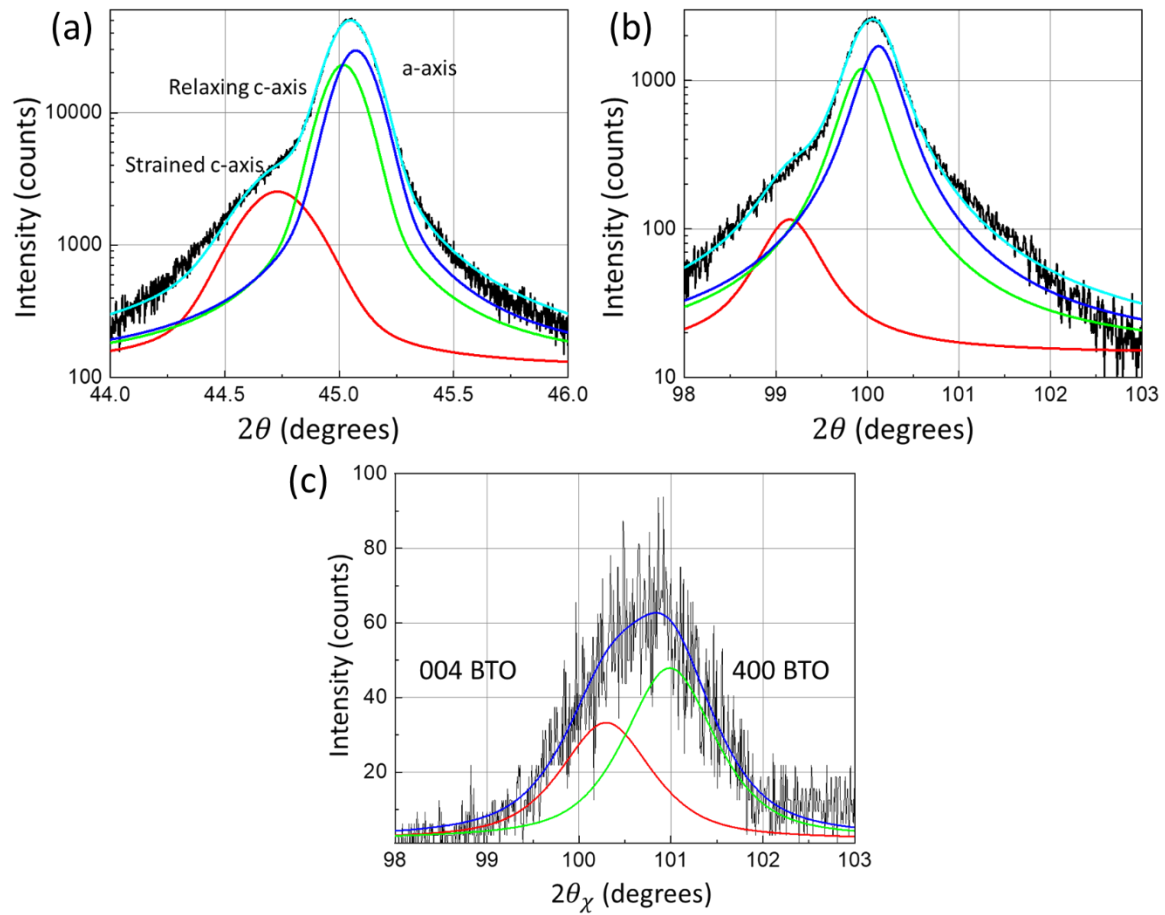 (a)
Relaxing c-axis
a-axis
Strained c-axis
10000
1000
100
Intensity (counts)
44.0 44.5 45.0 45.5 46.0
2θ (degrees)
(b)
1000
100
10
Intensity (counts)
98 99 100 101 102 103
2θ (degrees)
(c)
004 BTO
400 BTO
100
80
60
40
20
Intensity (counts)
98 99 100 101 102 103
2θχ (degrees)